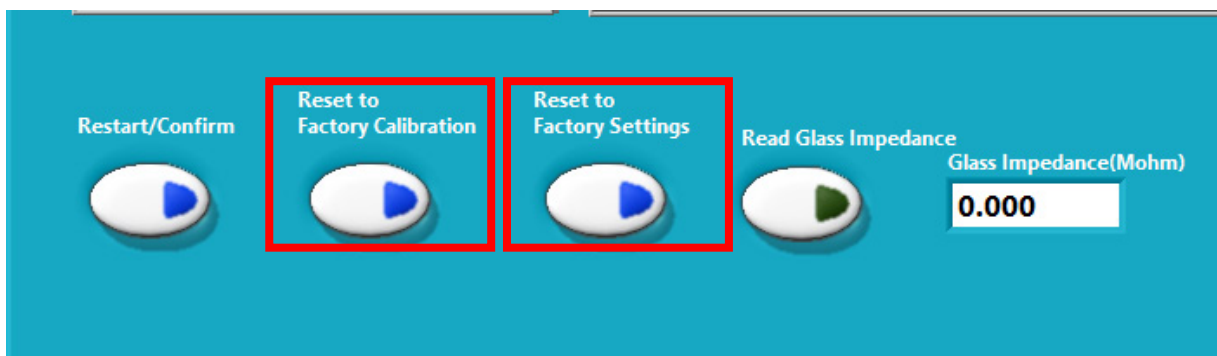 Restart/Confirm
Reset to
Factory Calibration
Reset to
Factory Settings
Read Glass Impedance
Glass Impedance(Mohm)
0.000